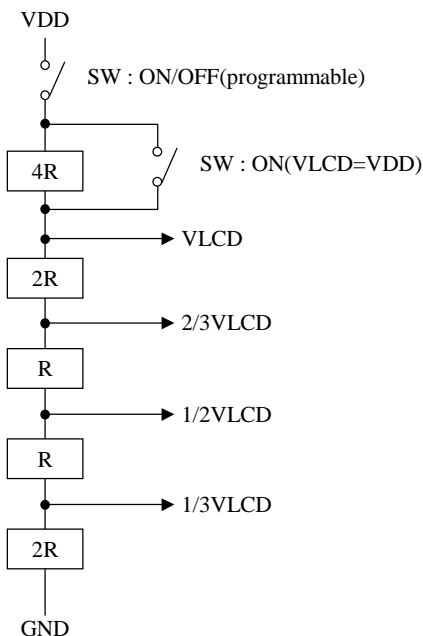 VDD
SW : ON/OFF(programmable)
4R
SW : ON(VLCD=VDD)
VLCD
2R
2/3VLCD
R
1/2VLCD
R
1/3VLCD
2R
GND